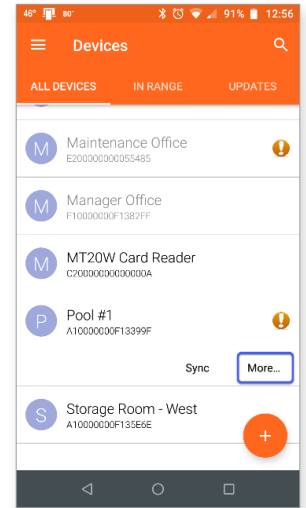 46° 80° 91% 12:56
Devices
ALL DEVICES IN RANGE UPDATES
M Maintenance Office
E200000000055485
M Manager Office
F10000000F1382FF
M MT20W Card Reader
C2000000000000A
P Pool #1
A10000000F13399F
Sync More...
S Storage Room - West
A10000000F135E6E